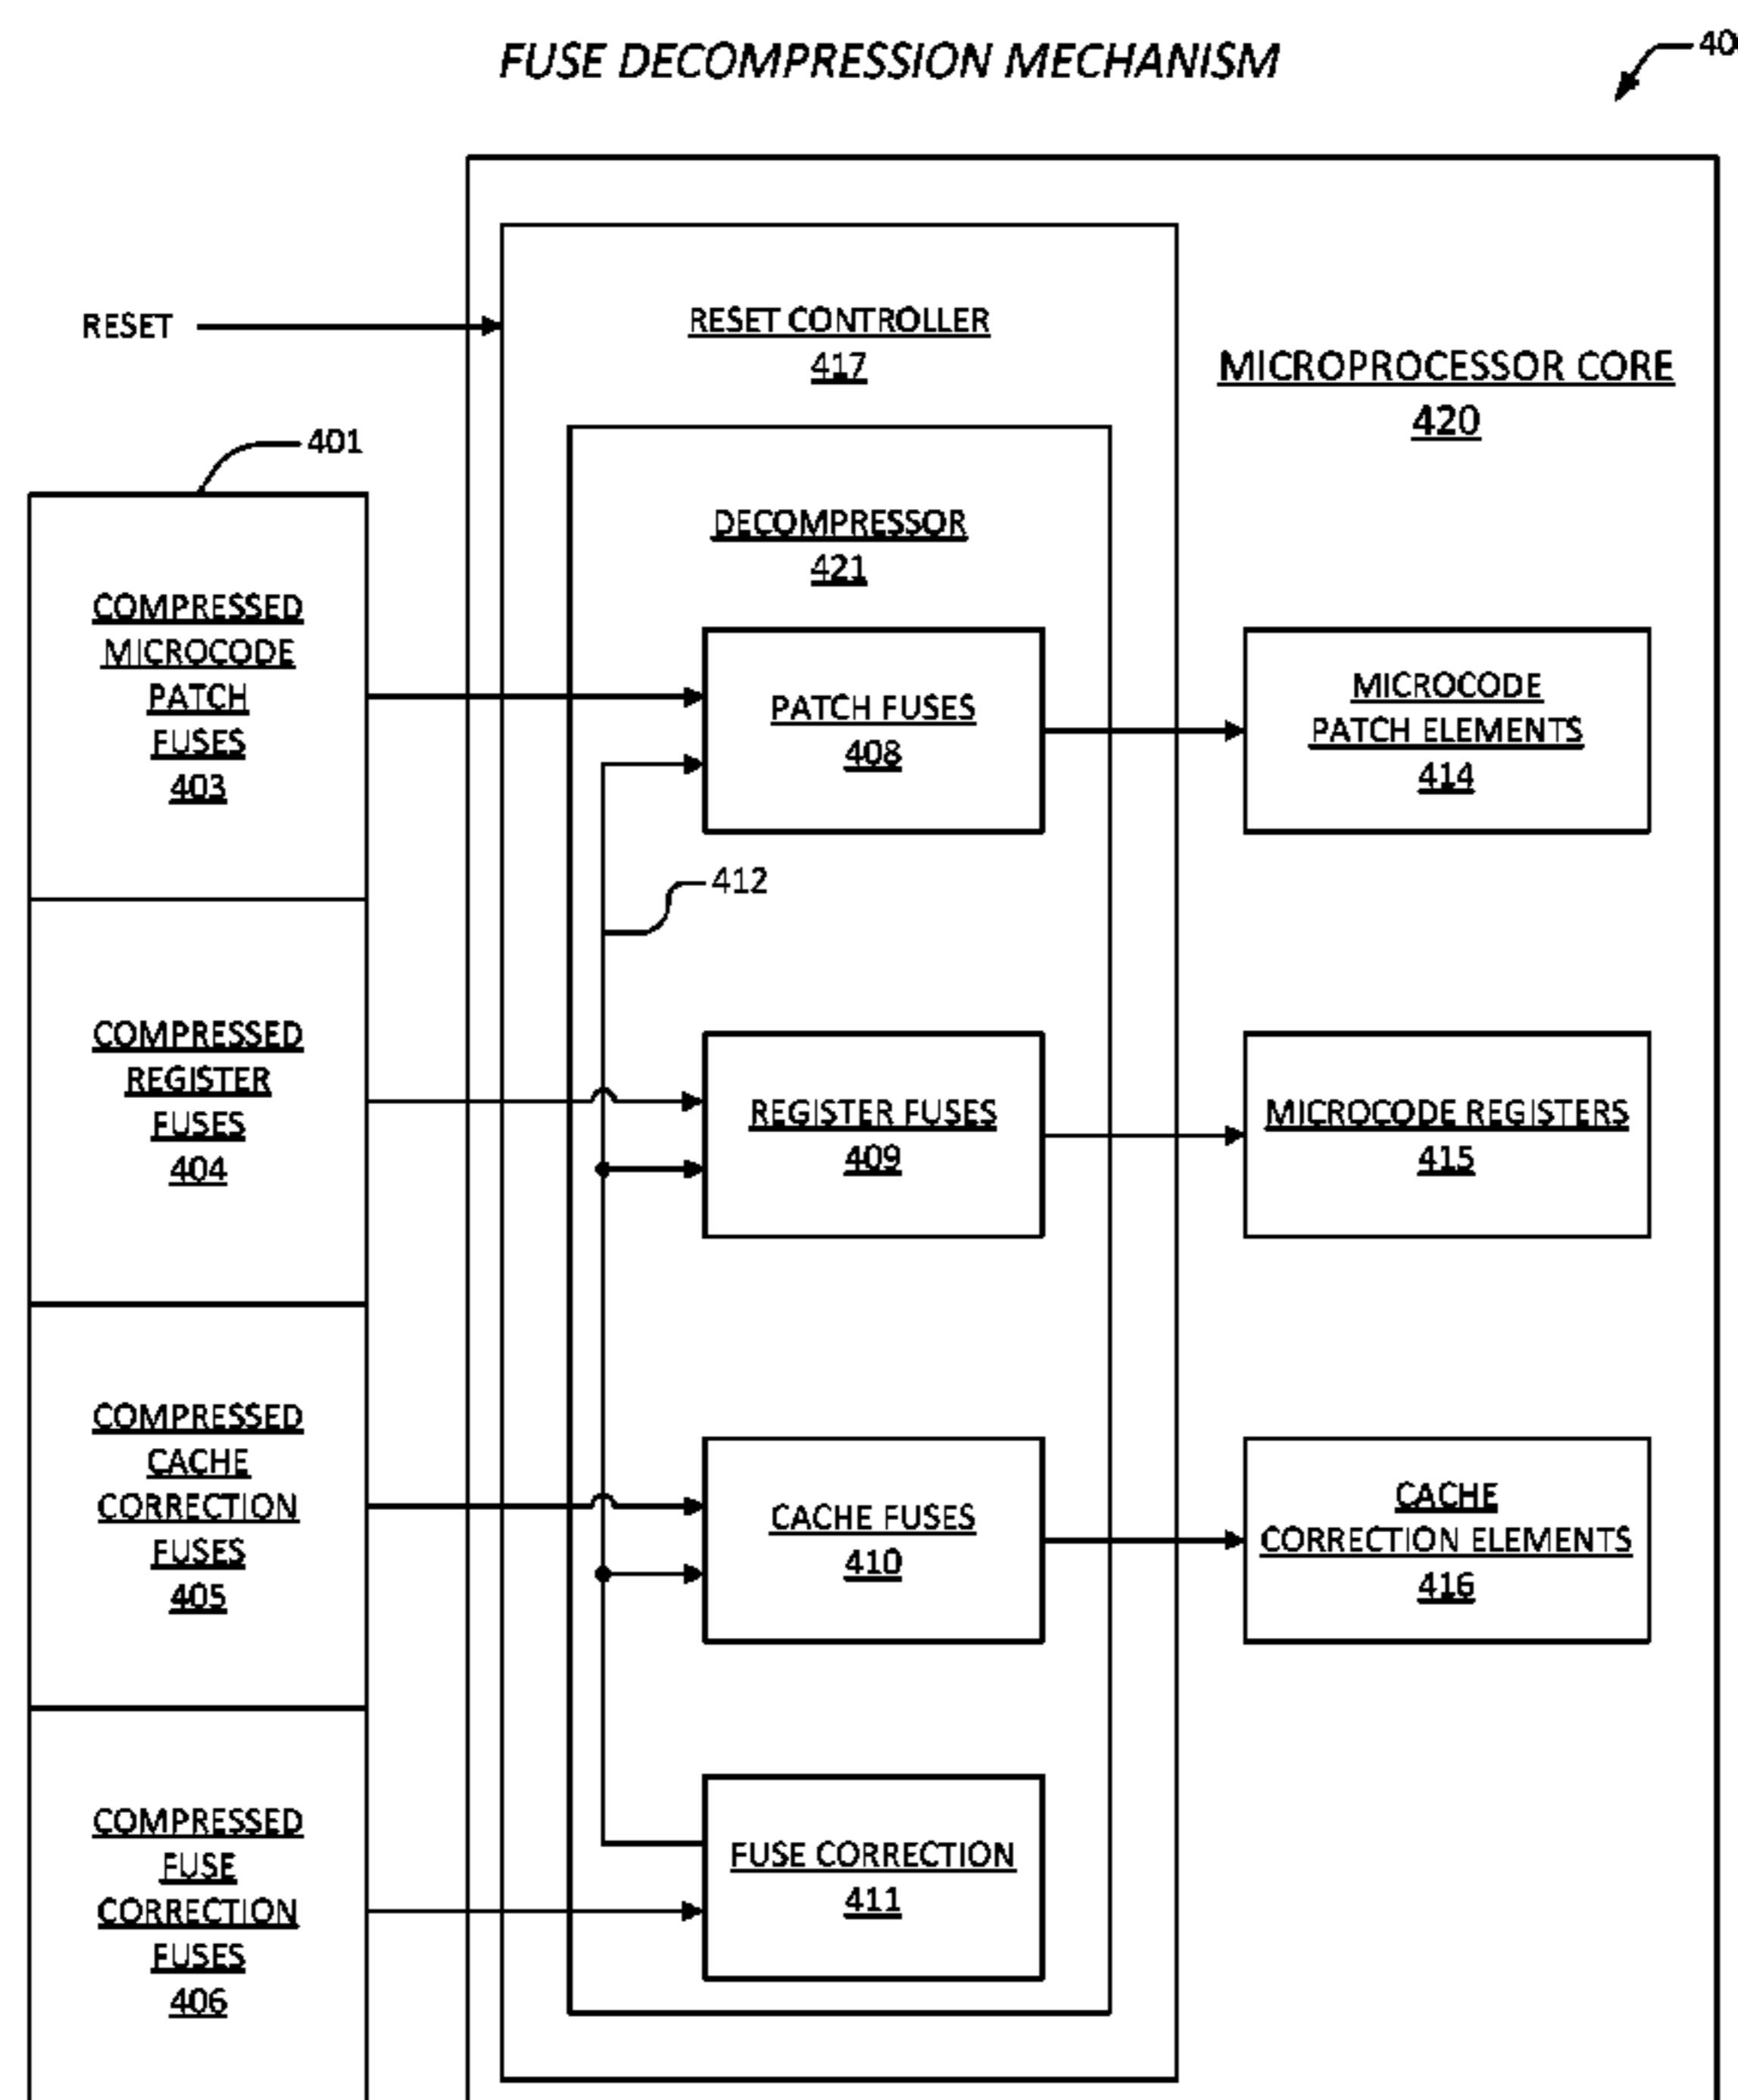 FUSE DECOMPRESSION MECHANISM
40
RESET
RESET CONTROLLER
417
MICROPROCESSOR CORE
420
401
DECOMPRESSOR
421
COMPRESSED
MICROCODE
PATCH
FUSES
403
PATCH FUSES
408
MICROCODE
PATCH ELEMENTS
414
412
COMPRESSED
REGISTER
FUSES
404
REGISTER FUSES
409
MICROCODE REGISTERS
415
COMPRESSED
CACHE
CORRECTION
FUSES
405
CACHE FUSES
410
CACHE
CORRECTION ELEMENTS
416
COMPRESSED
FUSE
CORRECTION
FUSES
406
FUSE CORRECTION
411